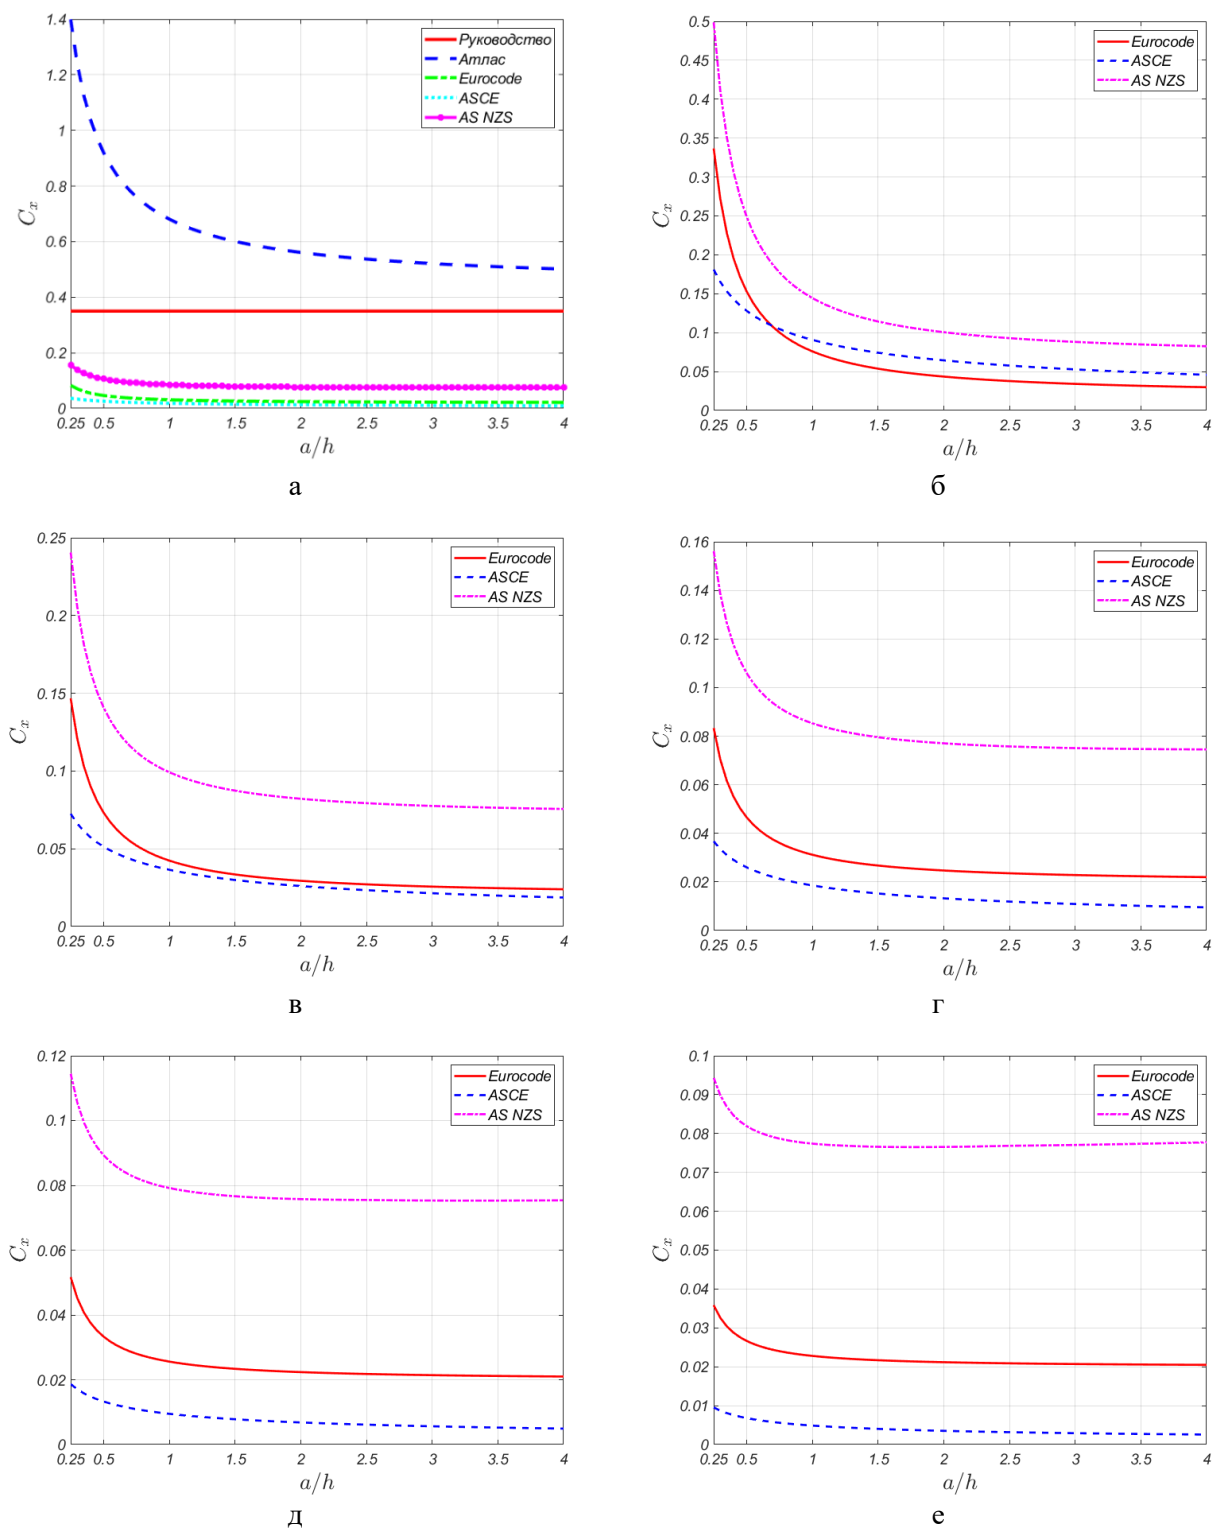 1.4
1.2
1
0.8
0.6
0.4
0.2
0
C_x
0.25 0.5 1 1.5 2 2.5 3 3.5 4
a/h
Руководство
Атлас
Eurocode
ASCE
AS NZS
а
0.5
0.45
0.4
0.35
0.3
0.25
0.2
0.15
0.1
0.05
0
C_x
0.25 0.5 1 1.5 2 2.5 3 3.5 4
a/h
Eurocode
ASCE
AS NZS
б
0.25
0.2
0.15
0.1
0.05
0
C_x
0.25 0.5 1 1.5 2 2.5 3 3.5 4
a/h
Eurocode
ASCE
AS NZS
в
0.16
0.14
0.12
0.1
0.08
0.06
0.04
0.02
0
C_x
0.25 0.5 1 1.5 2 2.5 3 3.5 4
a/h
Eurocode
ASCE
AS NZS
г
0.12
0.1
0.08
0.06
0.04
0.02
0
C_x
0.25 0.5 1 1.5 2 2.5 3 3.5 4
a/h
Eurocode
ASCE
AS NZS
д
0.1
0.09
0.08
0.07
0.06
0.05
0.04
0.03
0.02
0.01
0
C_x
0.25 0.5 1 1.5 2 2.5 3 3.5 4
a/h
Eurocode
ASCE
AS NZS
е